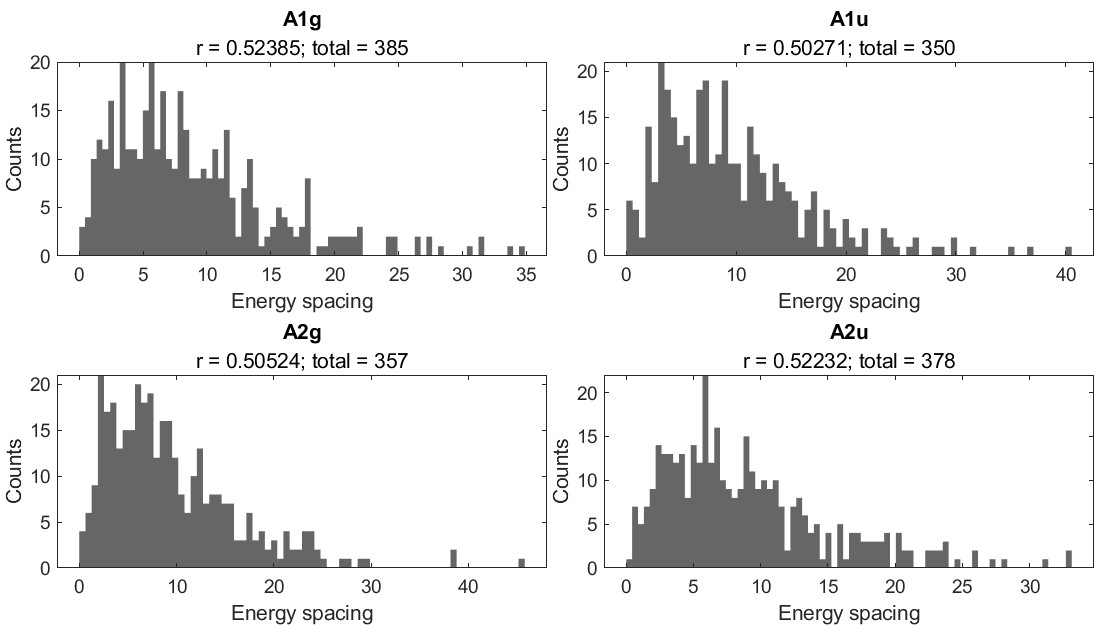 A1g
r = 0.52385; total = 385
20
15
10
5
0
Counts
0 5 10 15 20 25 30 35
Energy spacing
A1u
r = 0.50271; total = 350
20
15
10
5
0
Counts
0 10 20 30 40
Energy spacing
A2g
r = 0.50524; total = 357
20
15
10
5
0
Counts
0 10 20 30 40
Energy spacing
A2u
r = 0.52232; total = 378
20
15
10
5
0
Counts
0 5 10 15 20 25 30
Energy spacing